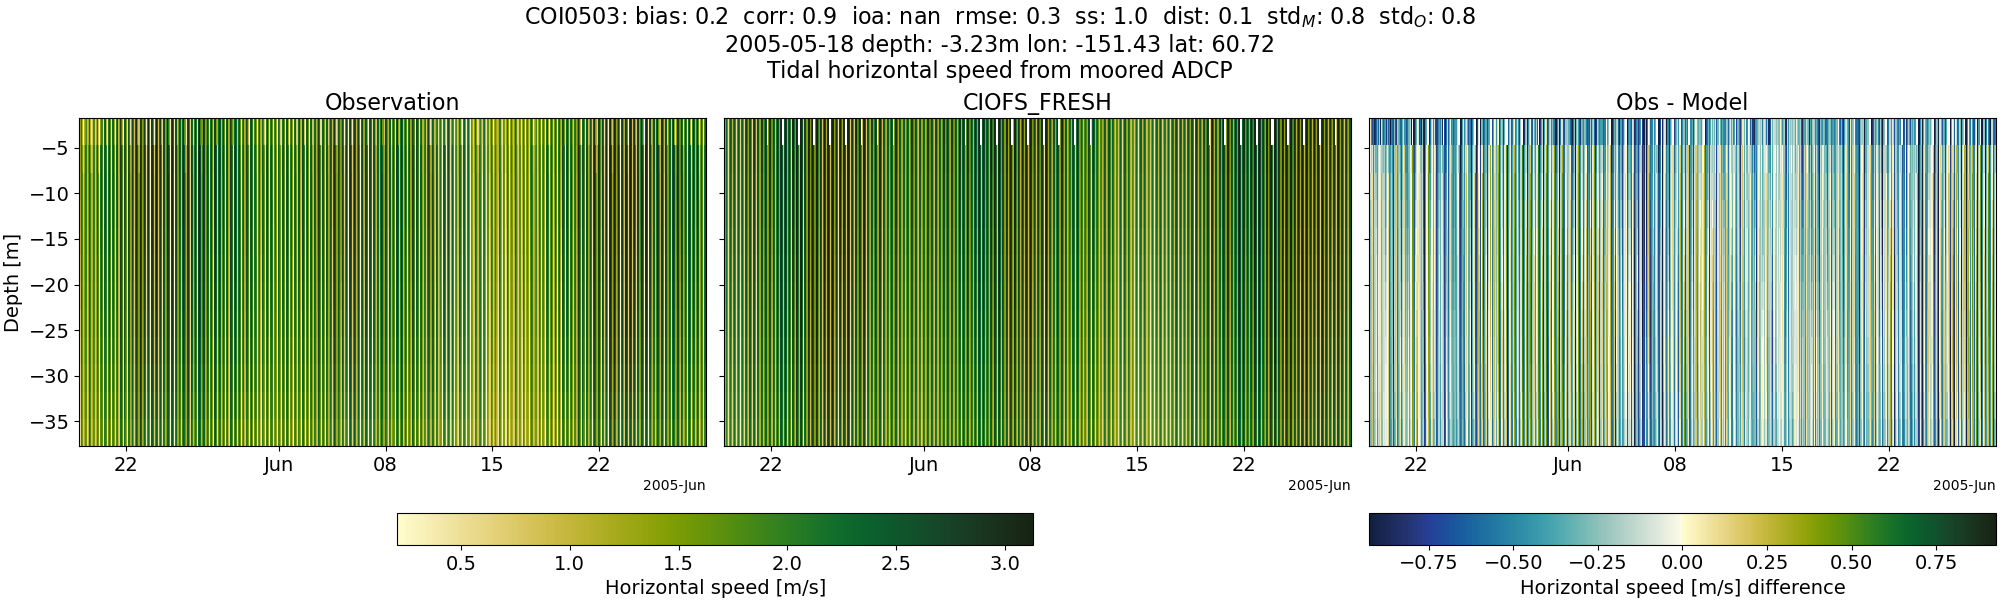 COI0503: bias: 0.2 corr: 0.9 ioa: nan rmse: 0.3 ss: 1.0 dist: 0.1 std_M: 0.8 std_O: 0.8
2005-05-18 depth: -3.23m lon: -151.43 lat: 60.72
Tidal horizontal speed from moored ADCP
Observation CIOFS_FRESH Obs - Model
Depth [m]
−5
−10
−15
−20
−25
−30
−35
22 Jun 08 15 22 22 Jun 08 15 22 22 Jun 08 15 22
2005-Jun 2005-Jun 2005-Jun
0.5 1.0 1.5 2.0 2.5 3.0 −0.75 −0.50 −0.25 0.00 0.25 0.50 0.75
Horizontal speed [m/s] Horizontal speed [m/s] difference